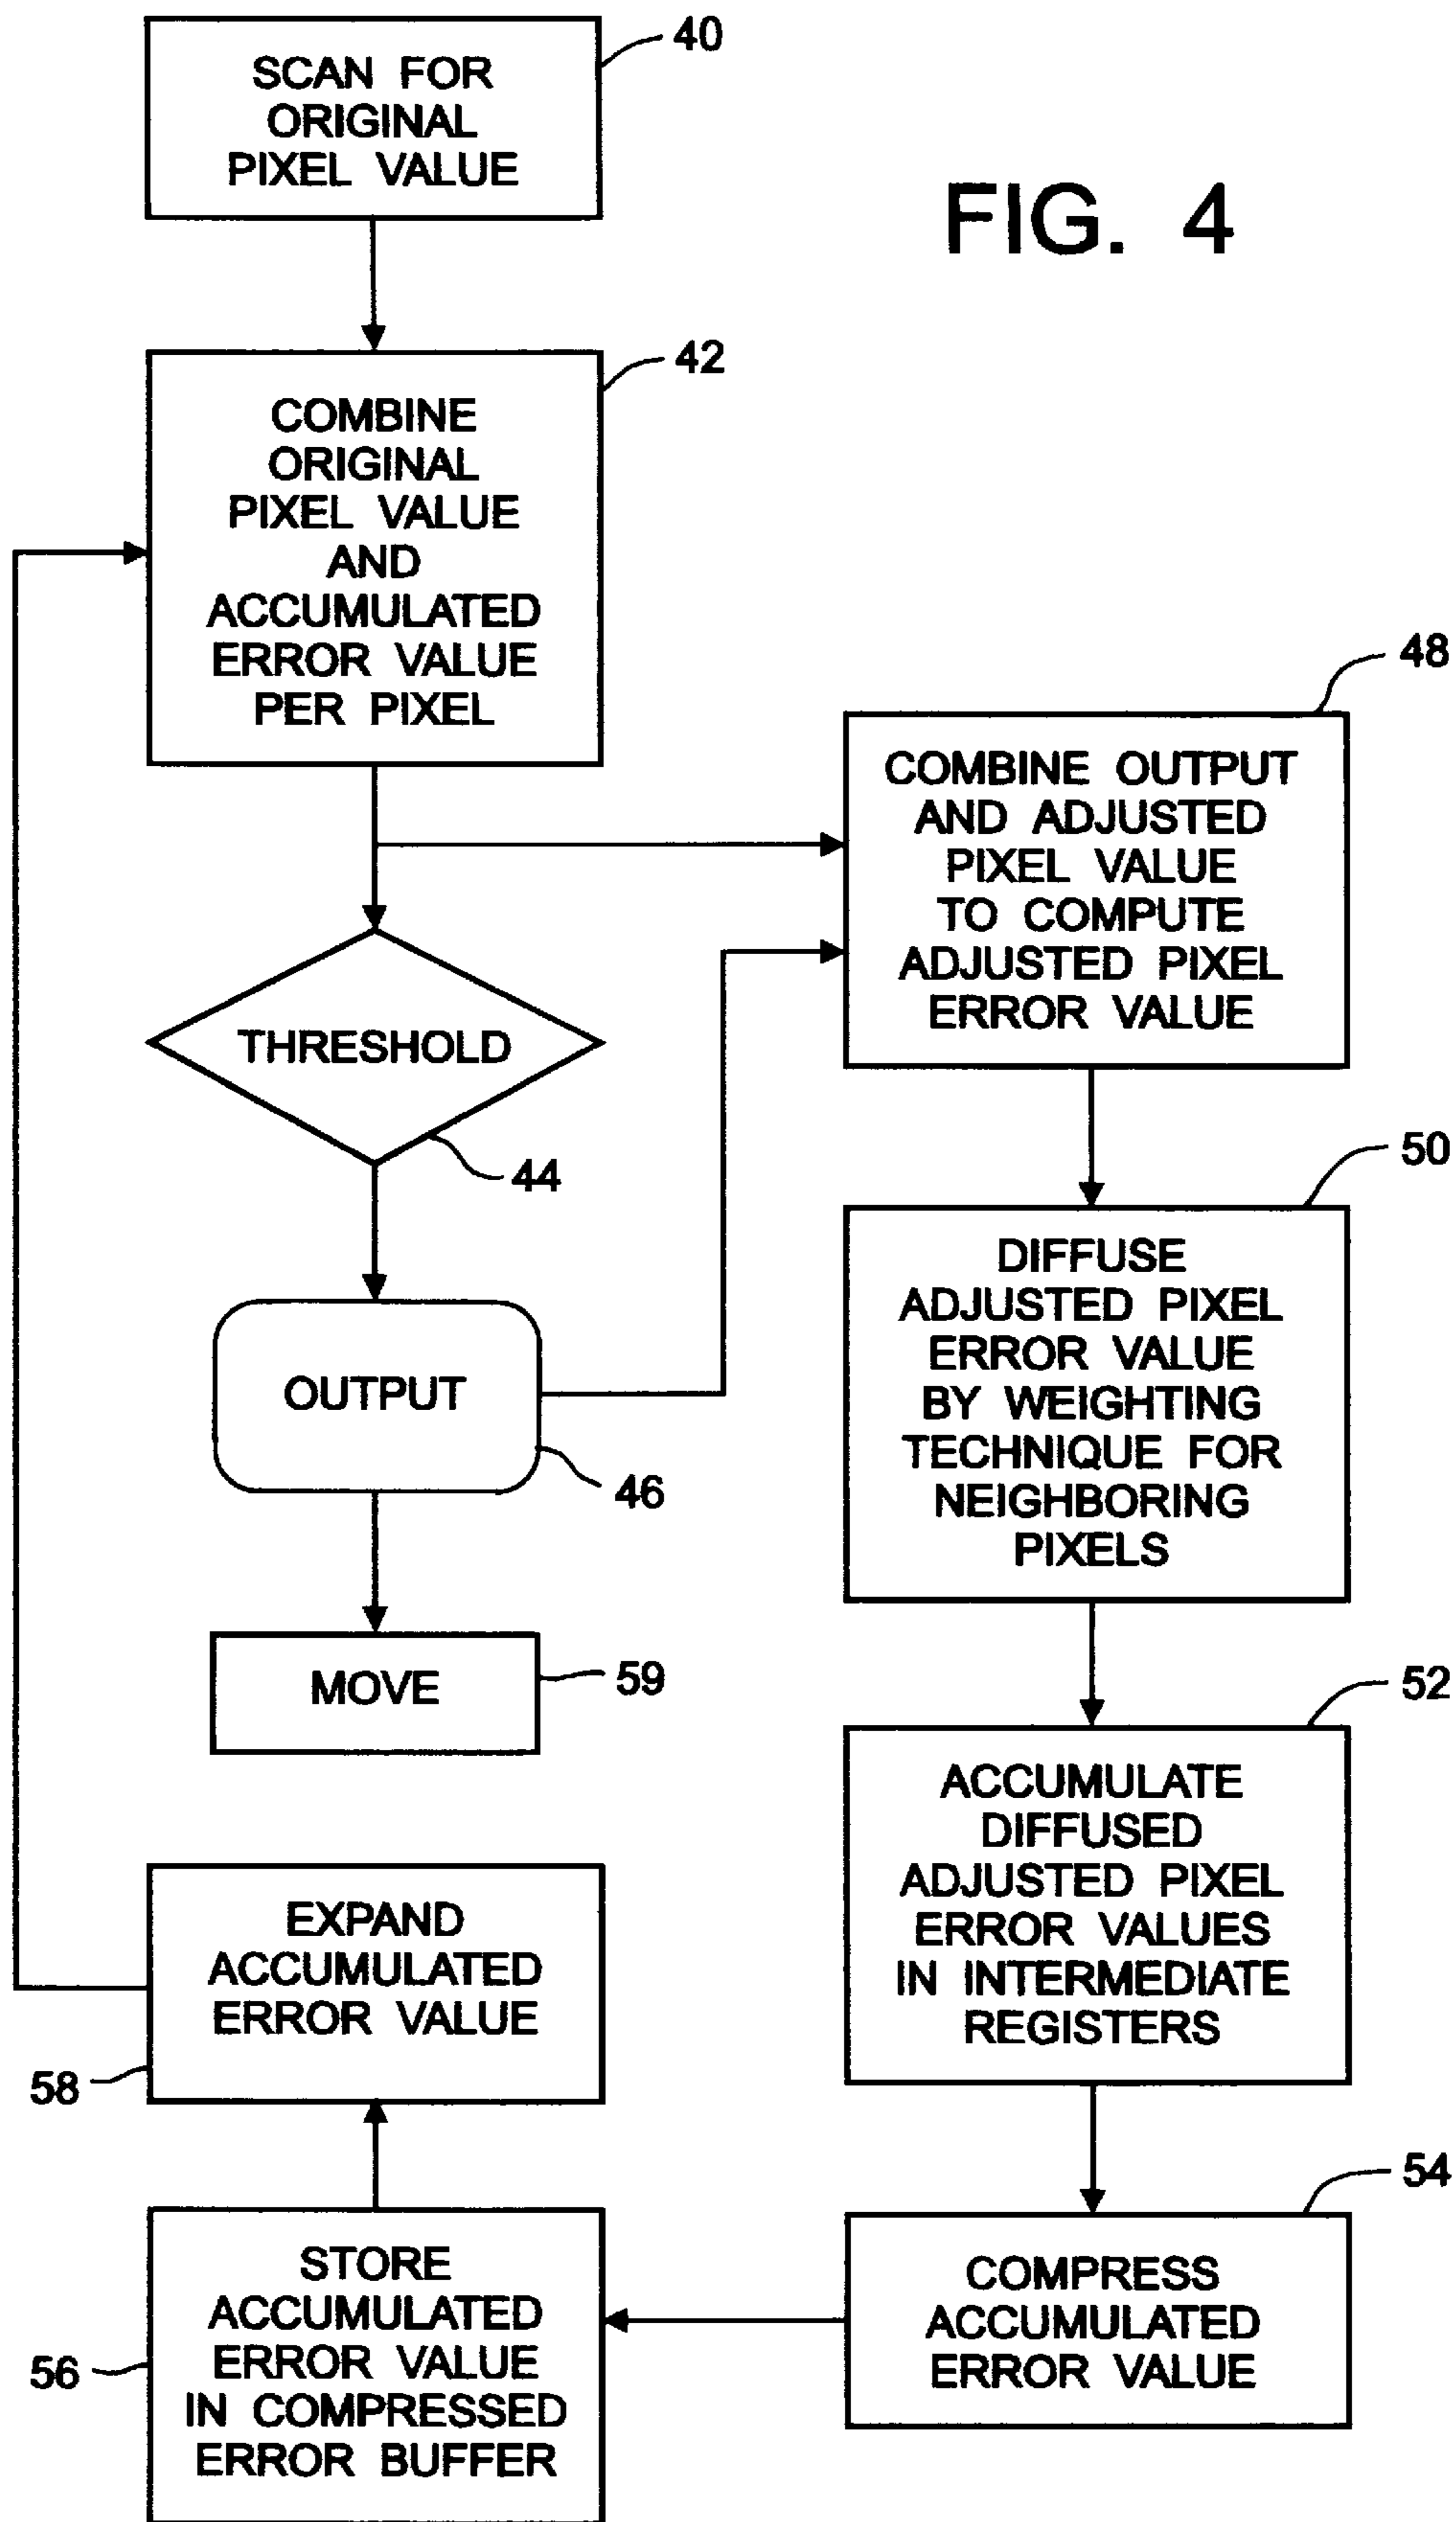 FIG. 4
40
SCAN FOR
ORIGINAL
PIXEL VALUE
42
COMBINE
ORIGINAL
PIXEL VALUE
AND
ACCUMULATED
ERROR VALUE
PER PIXEL
THRESHOLD
44
OUTPUT
46
MOVE
59
48
COMBINE OUTPUT
AND ADJUSTED
PIXEL VALUE
TO COMPUTE
ADJUSTED PIXEL
ERROR VALUE
50
DIFFUSE
ADJUSTED PIXEL
ERROR VALUE
BY WEIGHTING
TECHNIQUE FOR
NEIGHBORING
PIXELS
52
ACCUMULATE
DIFFUSED
ADJUSTED PIXEL
ERROR VALUES
IN INTERMEDIATE
REGISTERS
54
COMPRESS
ACCUMULATED
ERROR VALUE
56
STORE
ACCUMULATED
ERROR VALUE
IN COMPRESSED
ERROR BUFFER
58
EXPAND
ACCUMULATED
ERROR VALUE